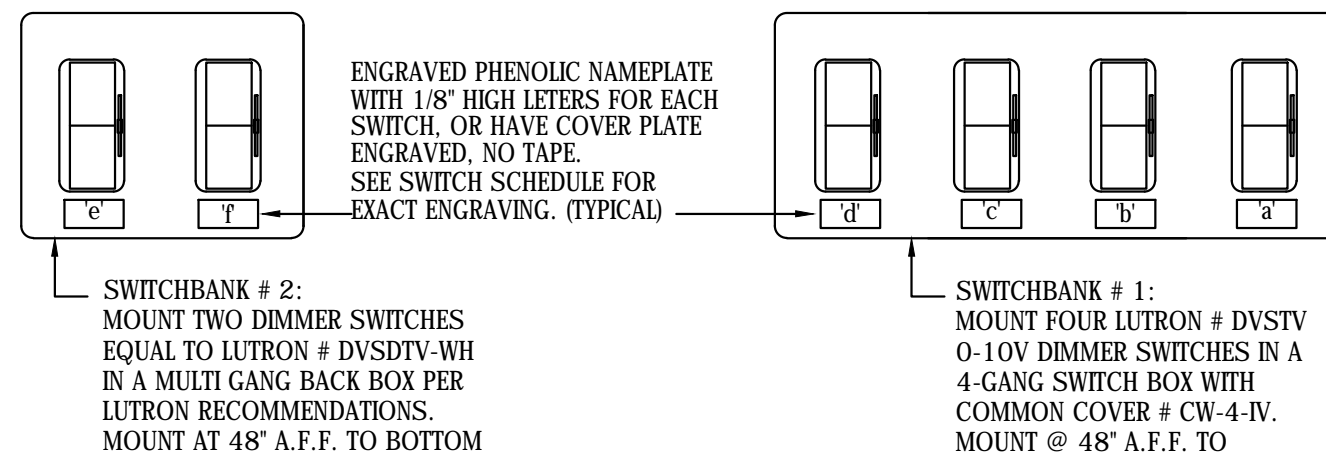 ENGRAVED PHENOLIC NAMEPLATE
WITH 1/8" HIGH LETERS FOR EACH
SWITCH, OR HAVE COVER PLATE
ENGRAVED, NO TAPE.
SEE SWITCH SCHEDULE FOR
EXACT ENGRAVING. (TYPICAL)
'e'
'f'
'd'
'c'
'b'
'a'
SWITCHBANK # 2:
MOUNT TWO DIMMER SWITCHES
EQUAL TO LUTRON # DVSDTV-WH
IN A MULTI GANG BACK BOX PER
LUTRON RECOMMENDATIONS.
MOUNT AT 48" A.F.F. TO BOTTOM
SWITCHBANK # 1:
MOUNT FOUR LUTRON # DVSTV
0-10V DIMMER SWITCHES IN A
4-GANG SWITCH BOX WITH
COMMON COVER # CW-4-IV.
MOUNT @ 48" A.F.F. TO